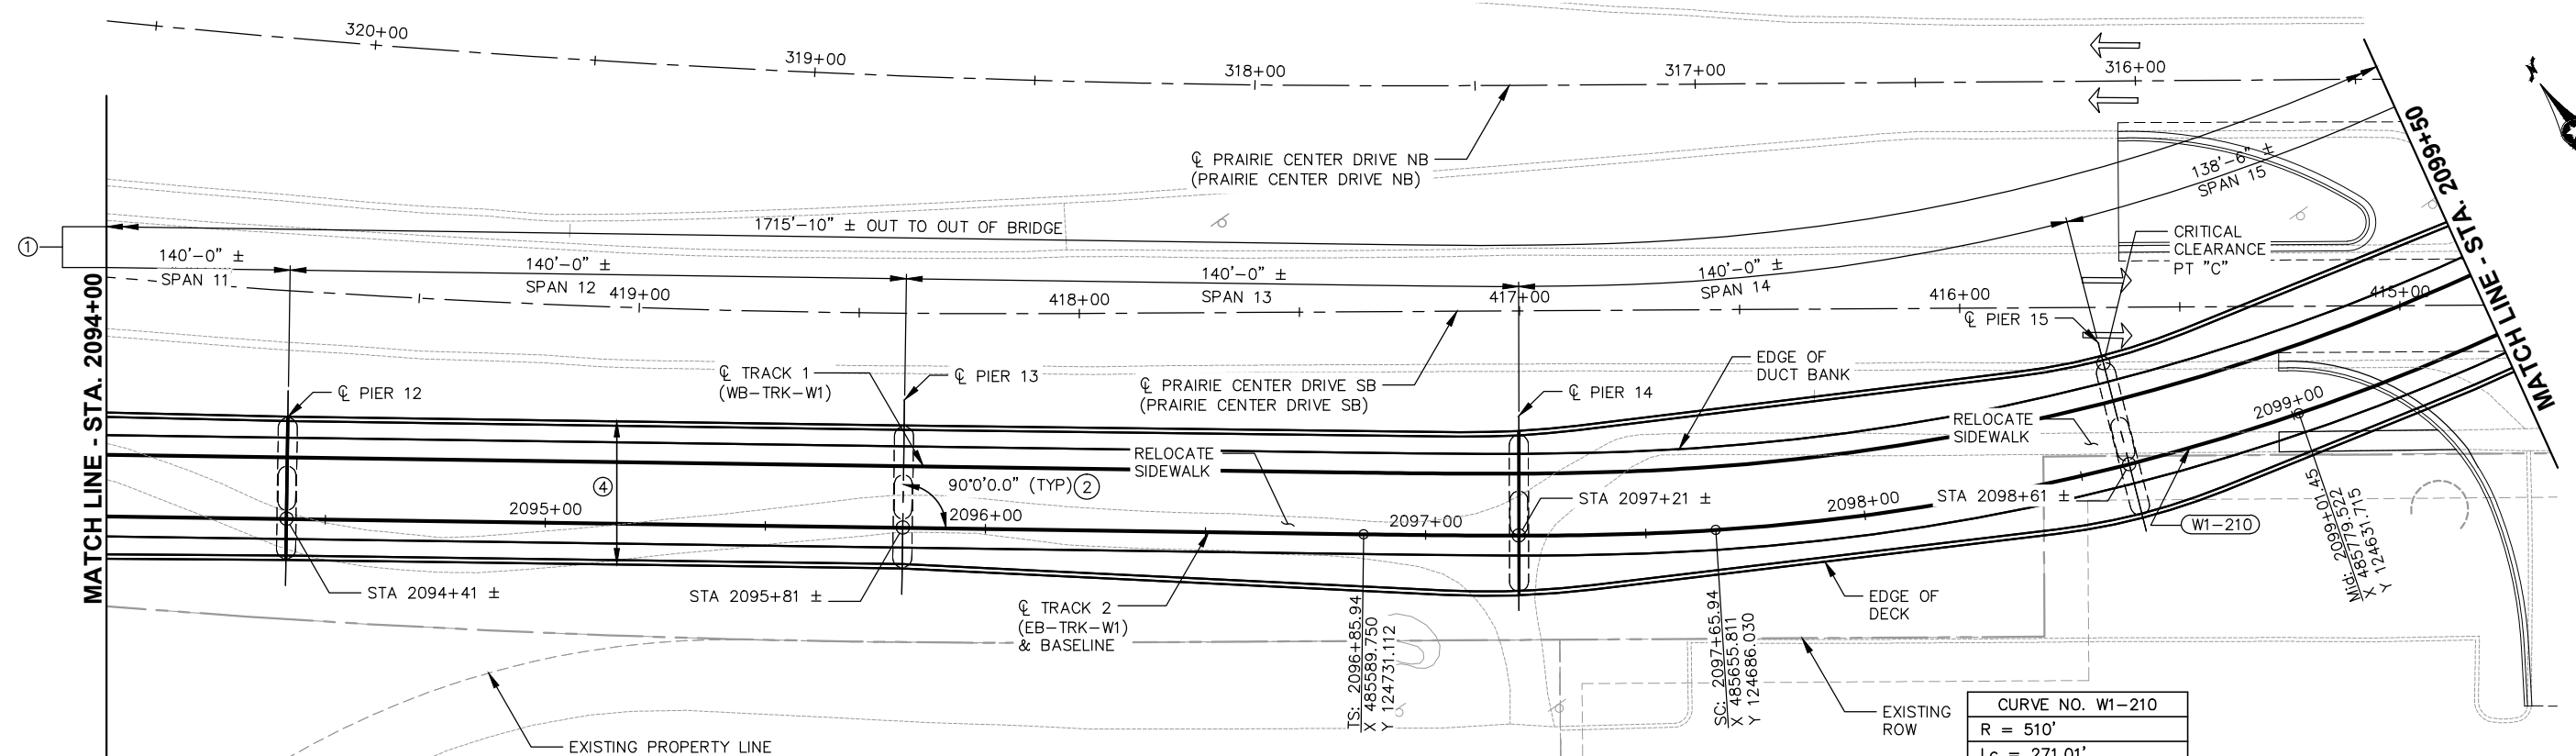 320+00
319+00
318+00
317+00
316+00
MATCH LINE - STA. 2099+50
℄ PRAIRIE CENTER DRIVE NB
(PRAIRIE CENTER DRIVE NB)
138'-6" ±
SPAN 15
1715'-10" ± OUT TO OUT OF BRIDGE
1
CRITICAL
CLEARANCE
PT "C"
140'-0" ±
SPAN 11
140'-0" ±
SPAN 12
140'-0" ±
SPAN 13
140'-0" ±
SPAN 14
419+00
418+00
417+00
416+00
415+00
MATCH LINE - STA. 2094+00
℄ PIER 15
℄ TRACK 1
(WB-TRK-W1)
℄ PIER 12
℄ PIER 13
℄ PRAIRIE CENTER DRIVE SB
(PRAIRIE CENTER DRIVE SB)
℄ PIER 14
EDGE OF
DUCT BANK
RELOCATE
SIDEWALK
RELOCATE
SIDEWALK
2099+00
4
90°0'0.0" (TYP) 2
STA 2097+21 ±
STA 2098+61 ±
2095+00
2096+00
2097+00
2098+00
W1-210
Mid: 2099+01.45
X 485779.522
Y 124631.715
STA 2094+41 ±
STA 2095+81 ±
℄ TRACK 2
(EB-TRK-W1)
& BASELINE
TS: 2096+85.94
X 485589.750
Y 124731.112
SC: 2097+65.94
X 485655.811
Y 124686.030
EDGE OF
DECK
EXISTING
ROW
EXISTING PROPERTY LINE
CURVE NO. W1-210
R = 510'
Lc = 271.01'